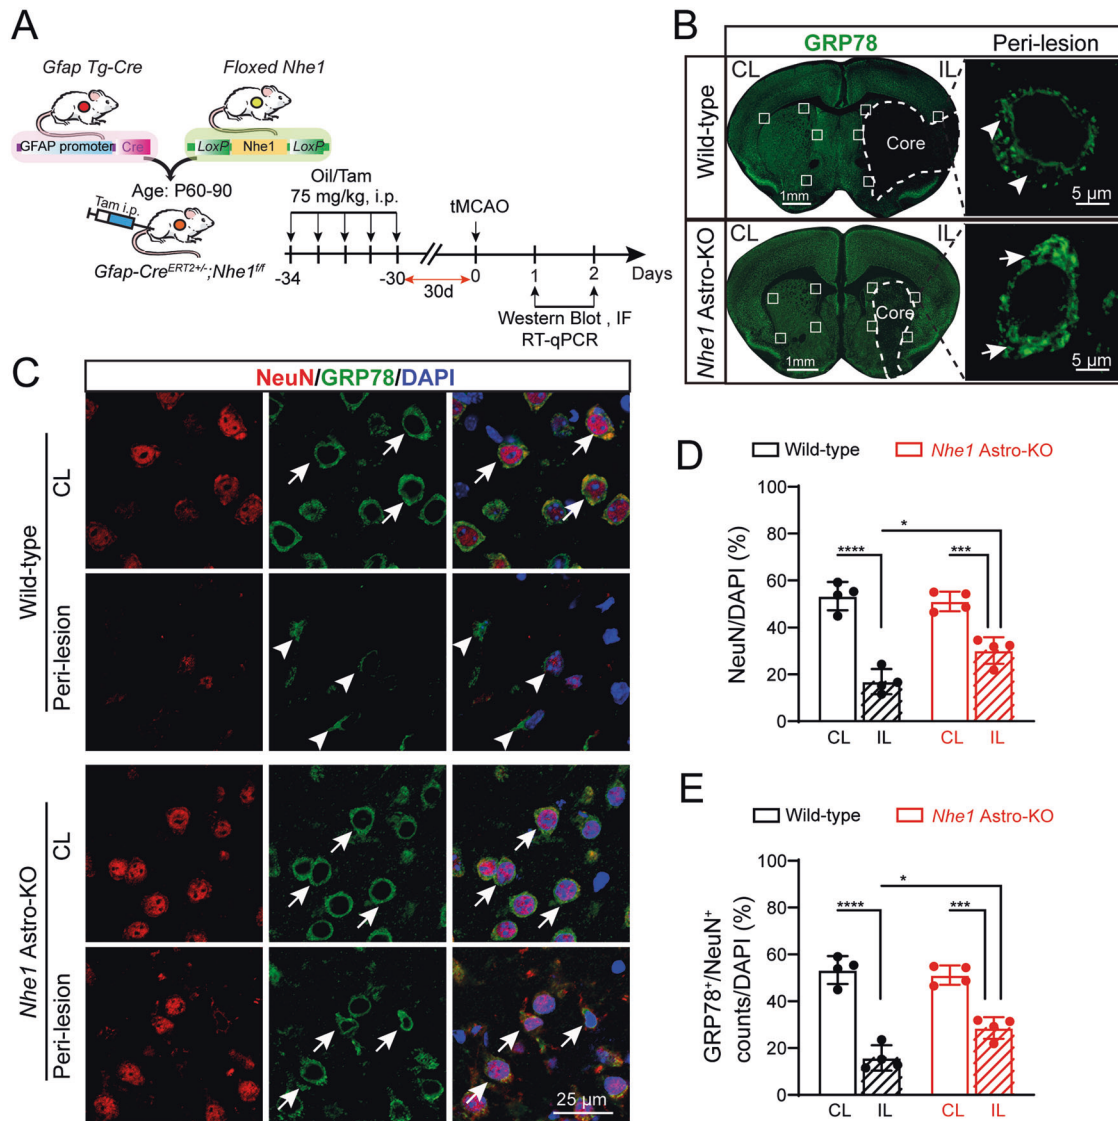 A
Gfap Tg-Cre
Floxed Nhe1
GFAP promoter Cre
LoxP Nhe1 LoxP
Age: P60-90
Tam i.p.
Gfap-Cre^ERT2+/-;Nhe1^f/f
Oil/Tam
75 mg/kg, i.p.
tMCAO
-34 -30 0 1 2 Days
30d
Western Blot , IF
RT-qPCR
B
GRP78 Peri-lesion
Wild-type
CL IL
Core
1mm
5 µm
Nhe1 Astro-KO
CL IL
Core
1mm
5 µm
C
NeuN/GRP78/DAPI
Wild-type
CL
Peri-lesion
Nhe1 Astro-KO
CL
Peri-lesion
25 µm
D
Wild-type Nhe1 Astro-KO
NeuN/DAPI (%)
100
80
60
40
20
0
*
**** ***
CL IL CL IL
E
Wild-type Nhe1 Astro-KO
GRP78⁺/NeuN⁺
counts/DAPI (%)
100
80
60
40
20
0
*
**** ***
CL IL CL IL